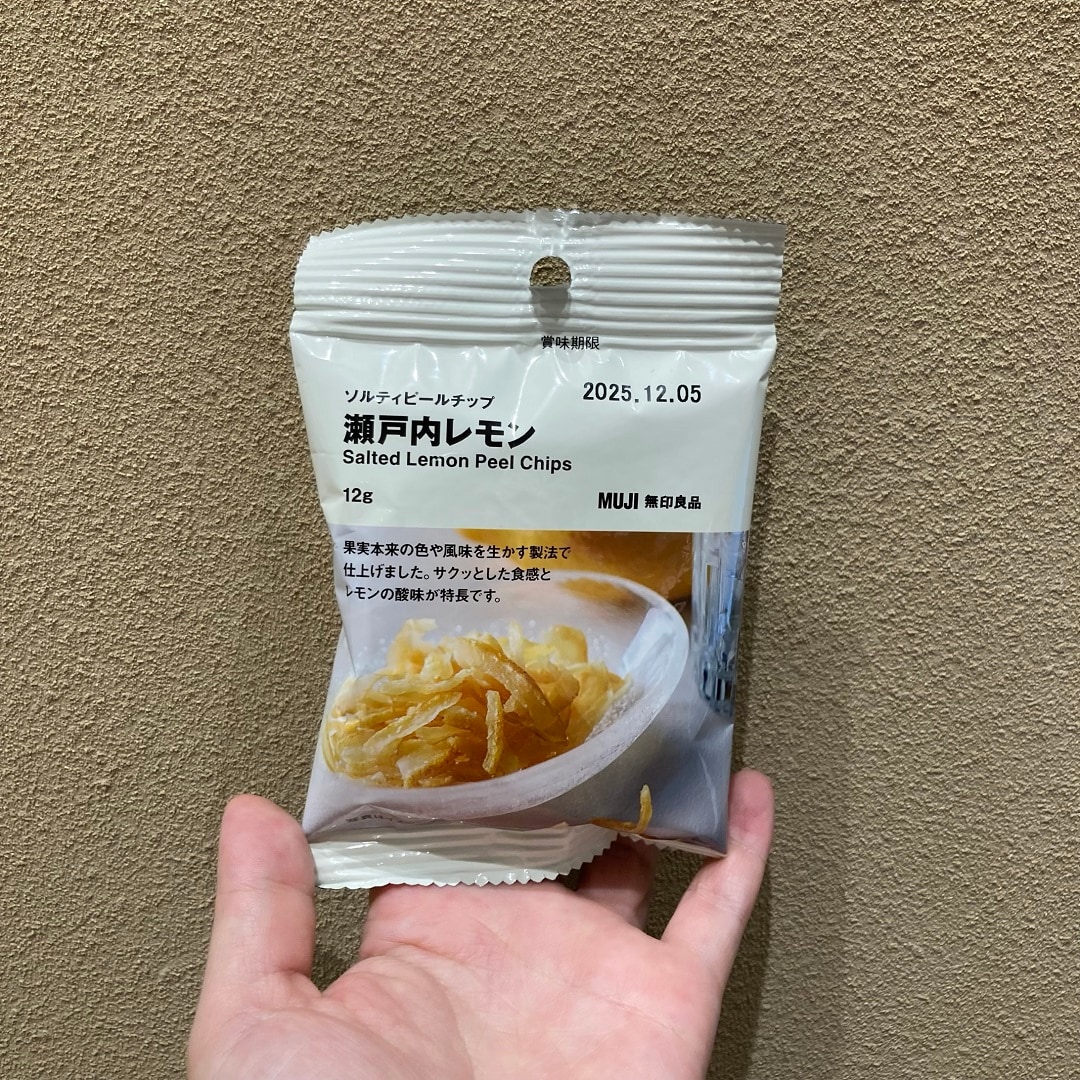 賞味期限
2025.12.05
ソルティピールチップ
瀬戸内レモン
Salted Lemon Peel Chips
12g
MUJI 無印良品
果実本来の色や風味を生かす製法で
仕上げました。サクッとした食感と
レモンの酸味が特長です。